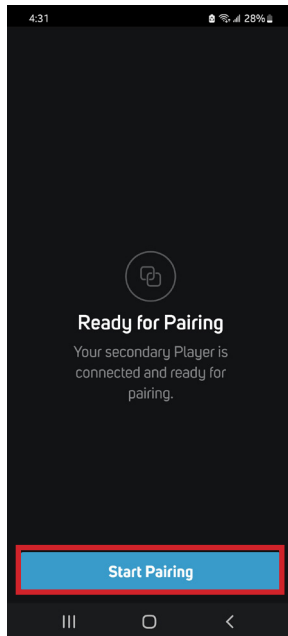 4:31 28%
Ready for Pairing
Your secondary Player is
connected and ready for
pairing.
Start Pairing